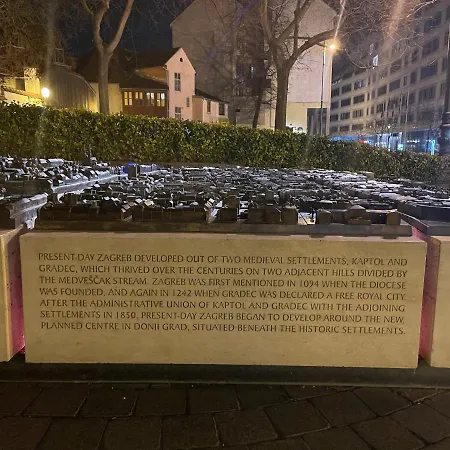 PRESENT-DAY ZAGREB DEVELOPED OUT OF TWO MEDIEVAL SETTLEMENTS, KAPTOL AND
GRADEC, WHICH THRIVED OVER THE CENTURIES ON TWO ADJACENT HILLS DIVIDED BY
THE MEDVEŠČAK STREAM. ZAGREB WAS FIRST MENTIONED IN 1094 WHEN THE DIOCESE
WAS FOUNDED, AND AGAIN IN 1242 WHEN GRADEC WAS DECLARED A FREE ROYAL CITY.
AFTER THE ADMINISTRATIVE UNION OF KAPTOL AND GRADEC WITH THE ADJOINING
SETTLEMENTS IN 1850, PRESENT-DAY ZAGREB BEGAN TO DEVELOP AROUND THE NEW,
PLANNED CENTRE IN DONJI GRAD, SITUATED BENEATH THE HISTORIC SETTLEMENTS.